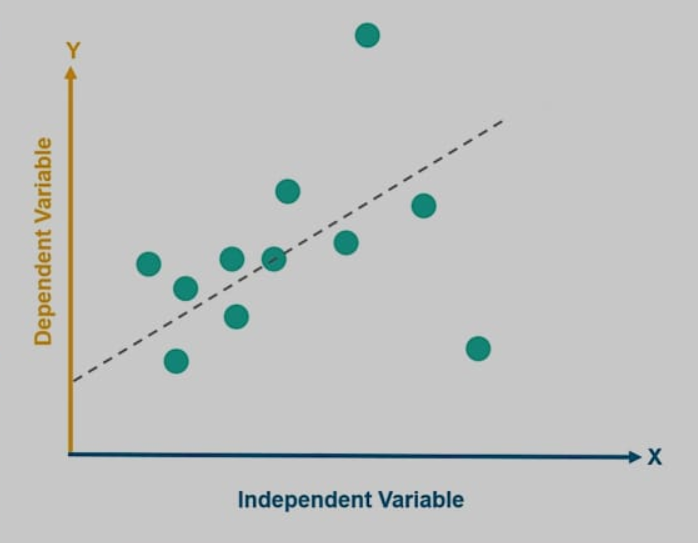 Y
Dependent Variable
X
Independent Variable